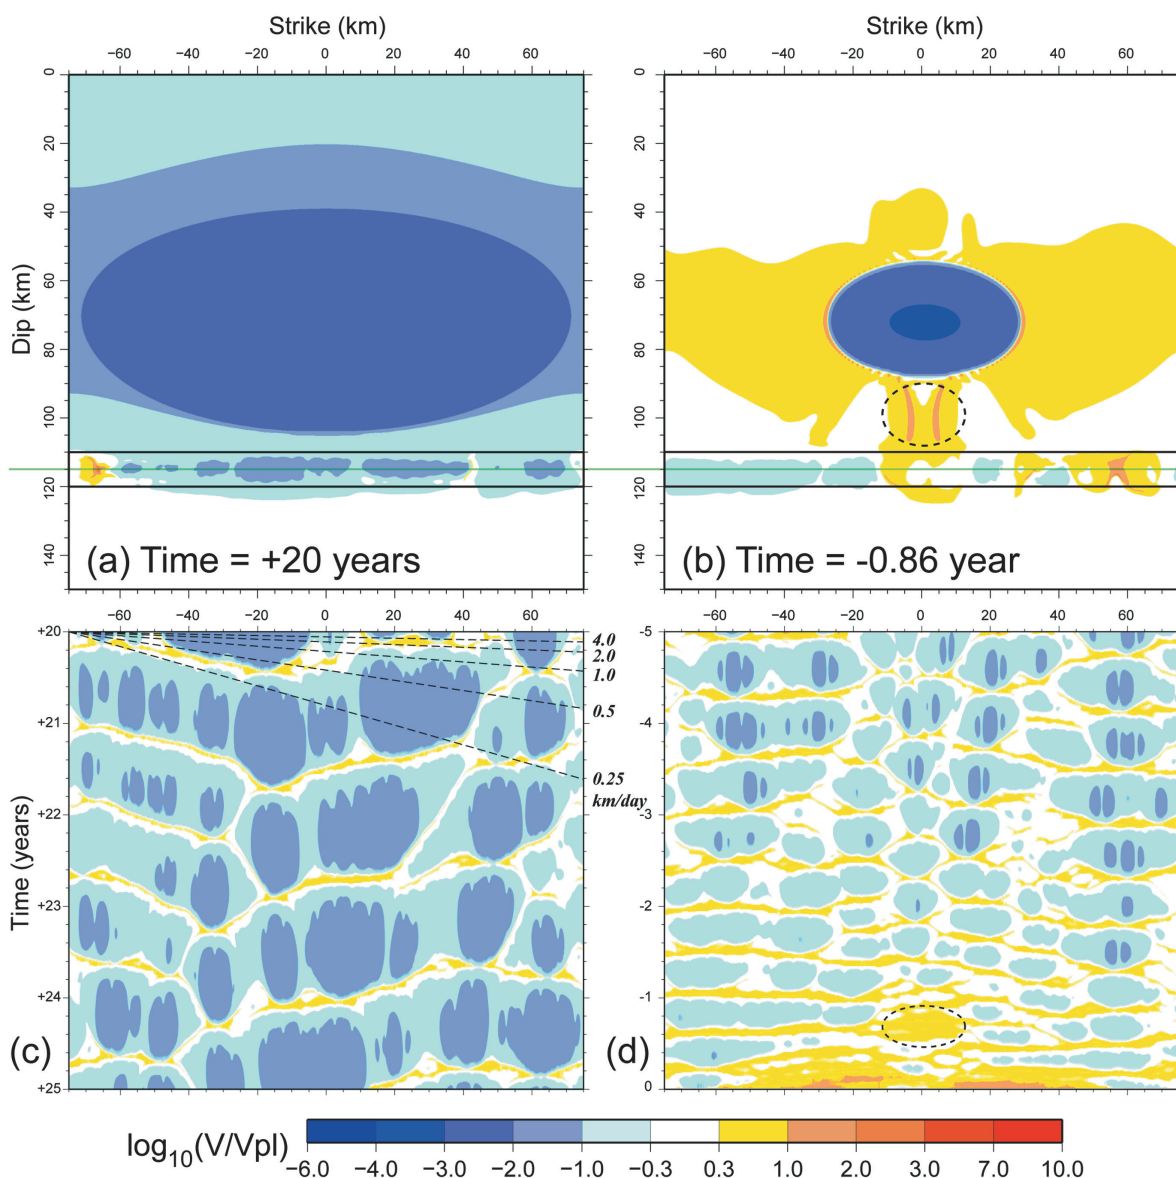 Strike (km)
Strike (km)
−60 −40 −20 0 20 40 60
−60 −40 −20 0 20 40 60
Dip (km)
0
20
40
60
80
100
120
140
0
20
40
60
80
100
120
140
(a) Time = +20 years
(b) Time = -0.86 year
−60 −40 −20 0 20 40 60
−60 −40 −20 0 20 40 60
Time (years)
+20
+21
+22
+23
+24
+25
4.0
2.0
1.0
0.5
0.25
km/day
-5
-4
-3
-2
-1
0
(c)
(d)
log10(V/Vpl)
−6.0 −4.0 −3.0 −2.0 −1.0 −0.3 0.3 1.0 2.0 3.0 7.0 10.0